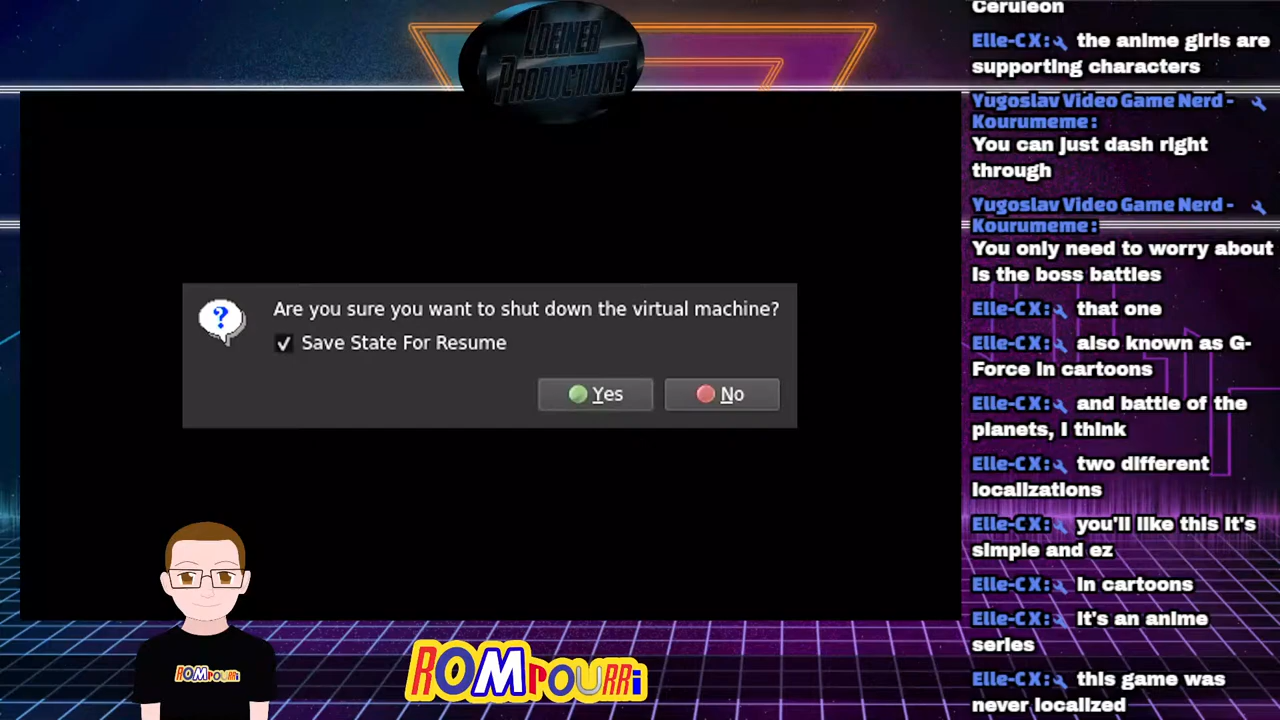 LOEINER
PRODUCTIONS
Are you sure you want to shut down the virtual machine?
Save State For Resume
Yes
No
ROMPOURRi
ROMPOURRi
Ceruleon
Elle-CX: the anime girls are
supporting characters
Yugoslav Video Game Nerd -
Kourumeme:
You can just dash right
through
Yugoslav Video Game Nerd -
Kourumeme:
You only need to worry about
is the boss battles
Elle-CX: that one
Elle-CX: also known as G-
Force in cartoons
Elle-CX: and battle of the
planets, I think
Elle-CX: two different
localizations
Elle-CX: you'll like this it's
simple and ez
Elle-CX: in cartoons
Elle-CX: it's an anime
series
Elle-CX: this game was
never localized